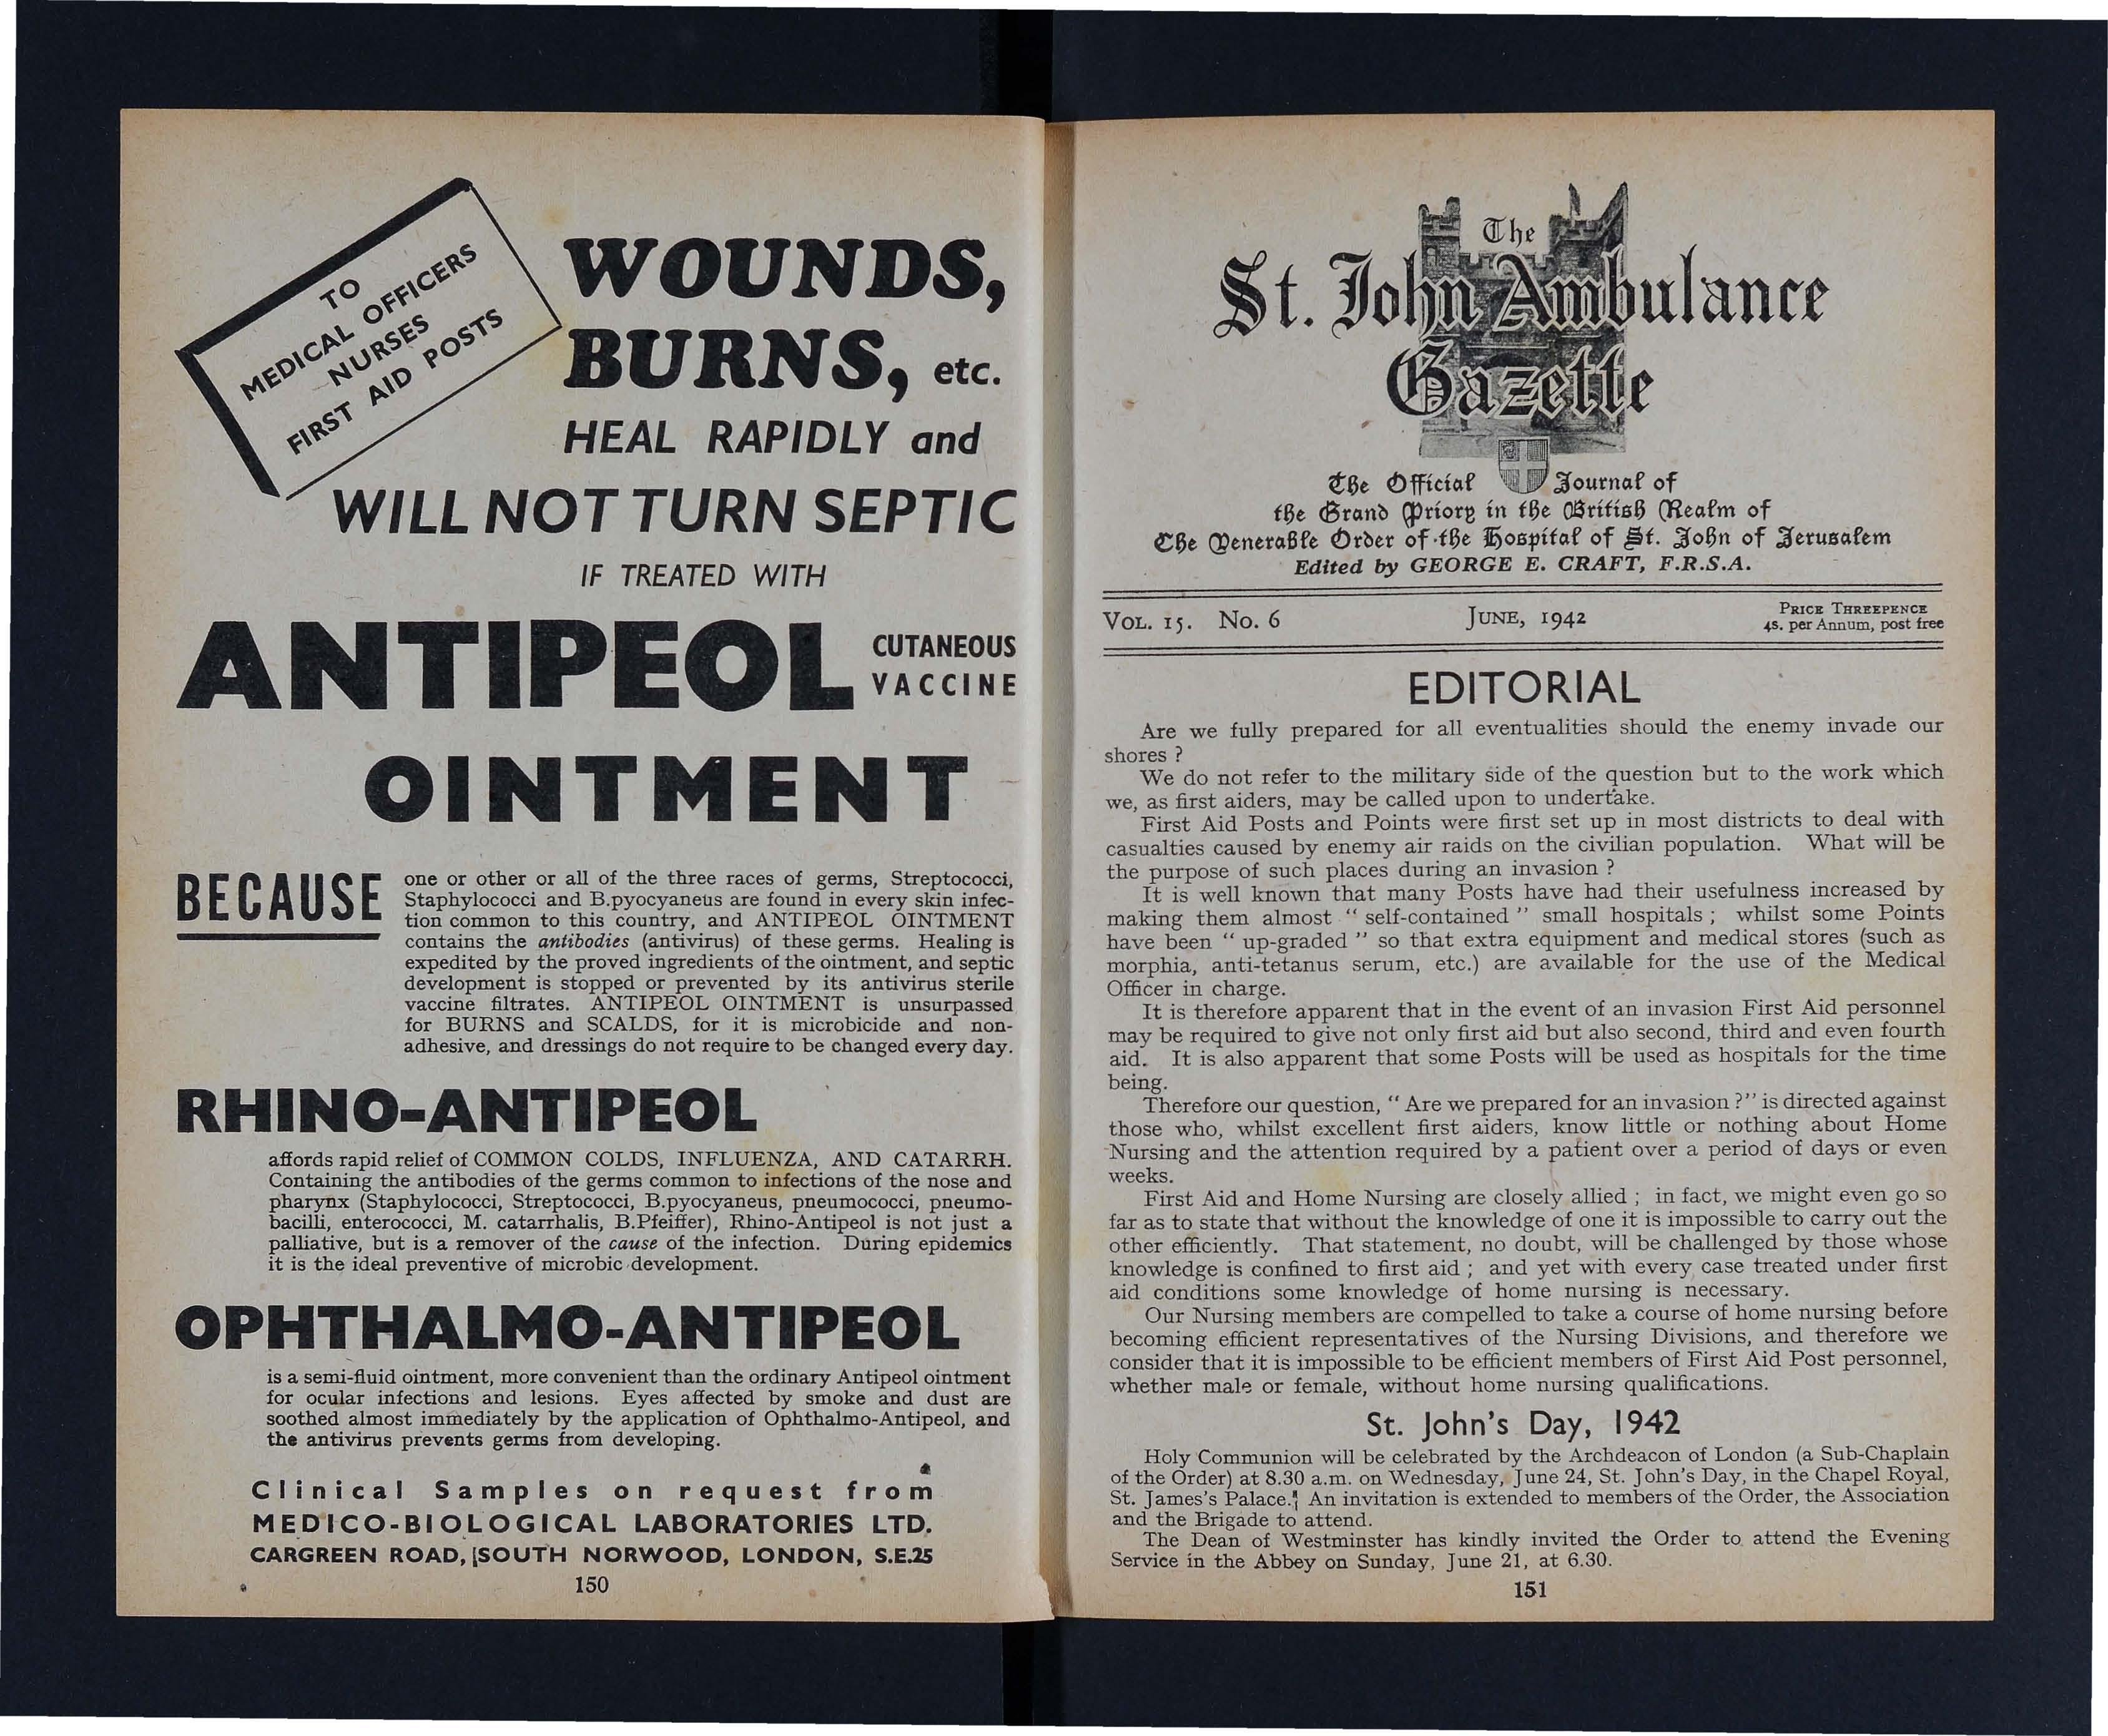 TO
MEDICAL OFFICERS
NURSES
FIRST AID POSTS
WOUNDS,
BURNS, etc.
HEAL RAPIDLY and
WILL NOT TURN SEPTIC
IF TREATED WITH
ANTIPEOL CUTANEOUS VACCINE
OINTMENT
BECAUSE
one or other or all of the three races of germs, Streptococci,
Staphylococci and B.pyocyaneus are found in every skin infec-
tion common to this country, and ANTIPEOL OINTMENT
contains the antibodies (antivirus) of these germs. Healing is
expedited by the proved ingredients of the ointment, and septic
development is stopped or prevented by its antivirus sterile
vaccine filtrates. ANTIPEOL OINTMENT is unsurpassed
for BURNS and SCALDS, for it is microbicide and non-
adhesive, and dressings do not require to be changed every day.
RHINO-ANTIPEOL
affords rapid relief of COMMON COLDS, INFLUENZA, AND CATARRH.
Containing the antibodies of the germs common to infections of the nose and
pharynx (Staphylococci, Streptococci, B.pyocyaneus, pneumococci, pneumo-
bacilli, enterococci, M. catarrhalis, B.Pfeiffer), Rhino-Antipeol is not just a
palliative, but is a remover of the cause of the infection. During epidemics
it is the ideal preventive of microbic development.
OPHTHALMO-ANTIPEOL
is a semi-fluid ointment, more convenient than the ordinary Antipeol ointment
for ocular infections and lesions. Eyes affected by smoke and dust are
soothed almost immediately by the application of Ophthalmo-Antipeol, and
the antivirus prevents germs from developing.
Clinical Samples on request from
MEDICO-BIOLOGICAL LABORATORIES LTD.
CARGREEN ROAD, SOUTH NORWOOD, LONDON, S.E.25
150
The
St. John Ambulance
Gazette
The Official Journal of
the Grand Priory in the British Realm of
The Venerable Order of the Hospital of St. John of Jerusalem
Edited by GEORGE E. CRAFT, F.R.S.A.
VOL. 15. No. 6 JUNE, 1942 PRICE THREEPENCE
4s. per Annum, post free
EDITORIAL
Are we fully prepared for all eventualities should the enemy invade our
shores ?
We do not refer to the military side of the question but to the work which
we, as first aiders, may be called upon to undertake.
First Aid Posts and Points were first set up in most districts to deal with
casualties caused by enemy air raids on the civilian population. What will be
the purpose of such places during an invasion ?
It is well known that many Posts have had their usefulness increased by
making them almost “ self-contained ” small hospitals ; whilst some Points
have been “ up-graded ” so that extra equipment and medical stores (such as
morphia, anti-tetanus serum, etc.) are available for the use of the Medical
Officer in charge.
It is therefore apparent that in the event of an invasion First Aid personnel
may be required to give not only first aid but also second, third and even fourth
aid. It is also apparent that some Posts will be used as hospitals for the time
being.
Therefore our question, “ Are we prepared for an invasion ?” is directed against
those who, whilst excellent first aiders, know little or nothing about Home
Nursing and the attention required by a patient over a period of days or even
weeks.
First Aid and Home Nursing are closely allied ; in fact, we might even go so
far as to state that without the knowledge of one it is impossible to carry out the
other efficiently. That statement, no doubt, will be challenged by those whose
knowledge is confined to first aid ; and yet with every case treated under first
aid conditions some knowledge of home nursing is necessary.
Our Nursing members are compelled to take a course of home nursing before
becoming efficient representatives of the Nursing Divisions, and therefore we
consider that it is impossible to be efficient members of First Aid Post personnel,
whether male or female, without home nursing qualifications.
St. John's Day, 1942
Holy Communion will be celebrated by the Archdeacon of London (a Sub-Chaplain
of the Order) at 8.30 a.m. on Wednesday, June 24, St. John's Day, in the Chapel Royal,
St. James's Palace. An invitation is extended to members of the Order, the Association
and the Brigade to attend.
The Dean of Westminster has kindly invited the Order to attend the Evening
Service in the Abbey on Sunday, June 21, at 6.30.
151